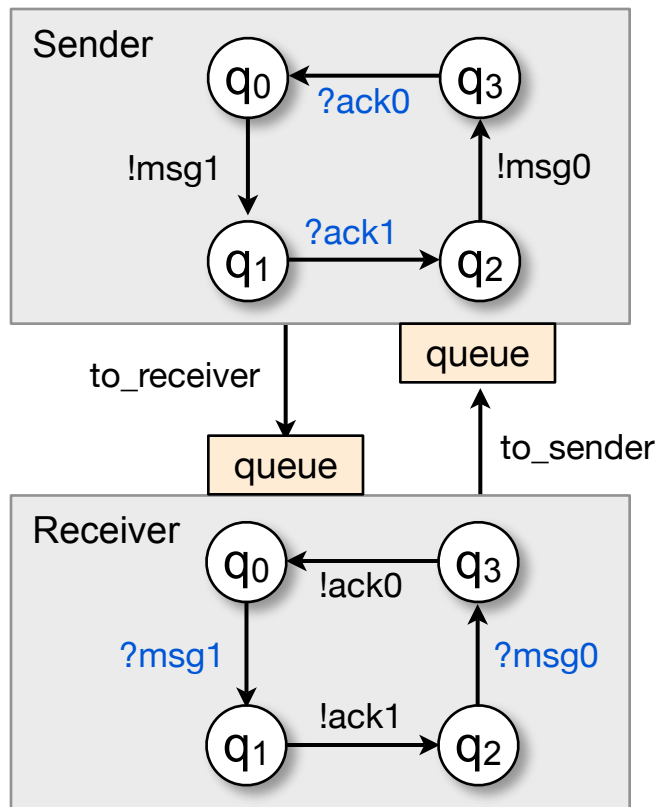 Sender
q0
q3
?ack0
!msg1
!msg0
?ack1
q1
q2
queue
to_receiver
to_sender
queue
Receiver
q0
q3
!ack0
?msg1
?msg0
!ack1
q1
q2